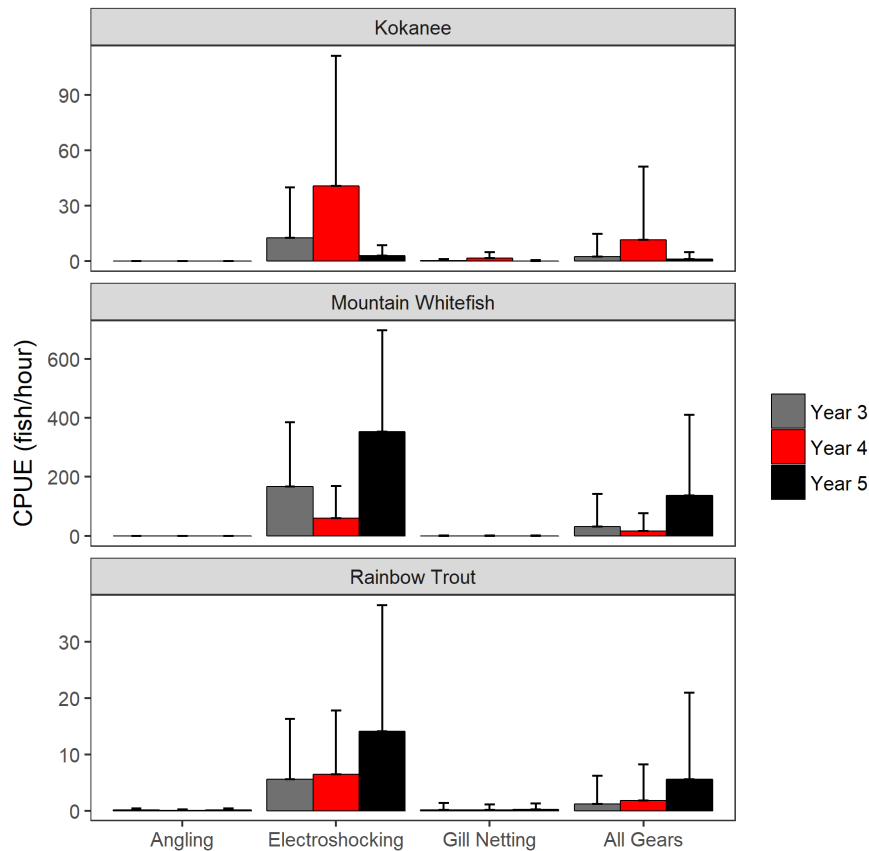 Kokanee
90
60
30
0
Mountain Whitefish
600
400
200
0
Rainbow Trout
30
20
10
0
CPUE (fish/hour)
Angling Electroshocking Gill Netting All Gears
Year 3
Year 4
Year 5